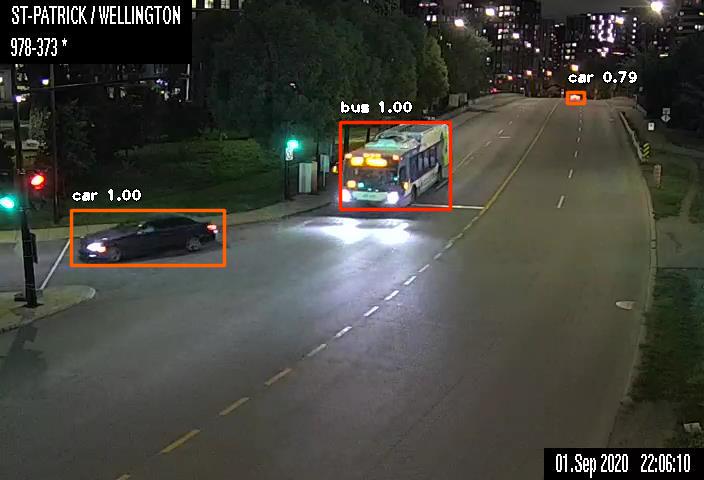 ST-PATRICK / WELLINGTON
978-373 *
car 0.79
bus 1.00
car 1.00
01.Sep 2020 22:06:10